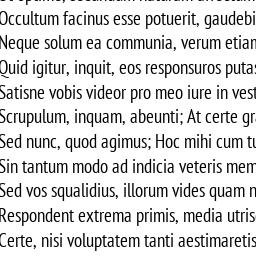 Occultum facinus esse potuerit, gaudebi
Neque solum ea communia, verum etian
Quid igitur, inquit, eos responsuros putas
Satisne vobis videor pro meo iure in vest
Scrupulum, inquam, abeunti; At certe gr
Sed nunc, quod agimus; Hoc mihi cum tu
Sin tantum modo ad indicia veteris mem
Sed vos squalidius, illorum vides quam n
Respondent extrema primis, media utris
Certe, nisi voluptatem tanti aestimaretis